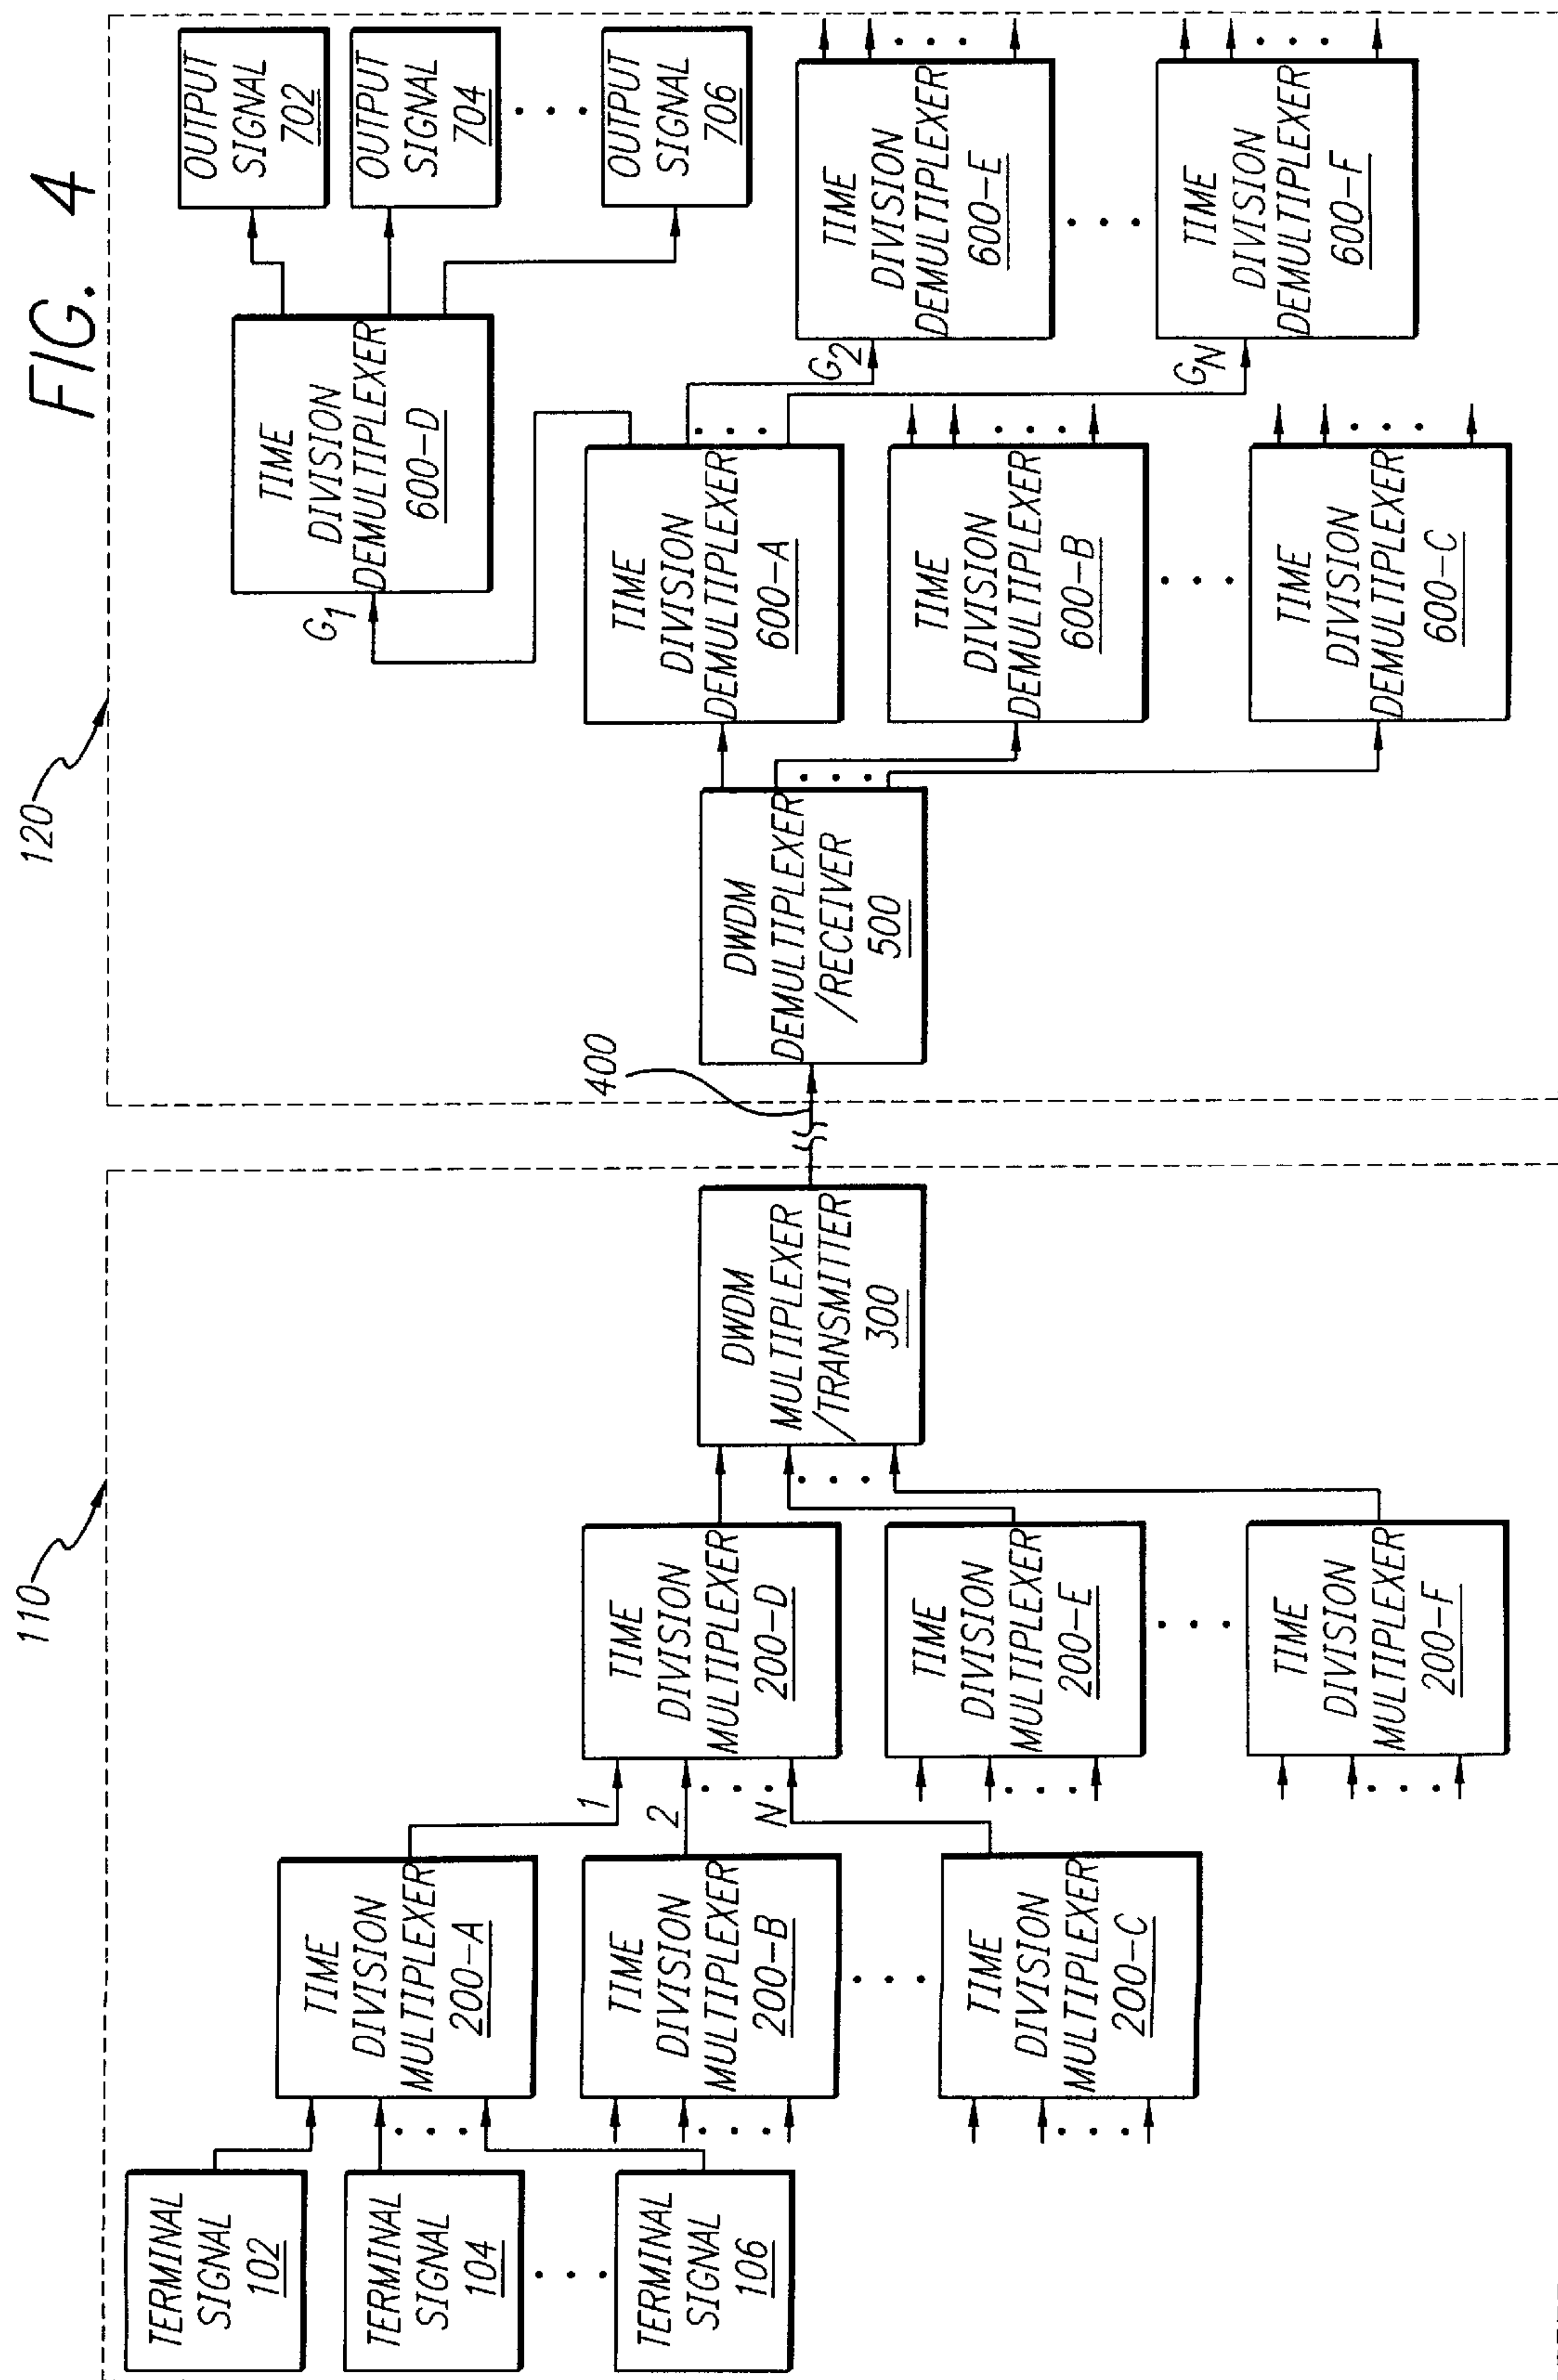 FIG. 4
110
TERMINAL
SIGNAL
102
TERMINAL
SIGNAL
104
TERMINAL
SIGNAL
106
TIME
DIVISION
MULTIPLEXER
200-A
TIME
DIVISION
MULTIPLEXER
200-B
TIME
DIVISION
MULTIPLEXER
200-C
1
2
N
TIME
DIVISION
MULTIPLEXER
200-D
TIME
DIVISION
MULTIPLEXER
200-E
TIME
DIVISION
MULTIPLEXER
200-F
DWDM
MULTIPLEXER
/TRANSMITTER
300
400
120
DWDM
DEMULTIPLEXER
/RECEIVER
500
TIME
DIVISION
DEMULTIPLEXER
600-A
TIME
DIVISION
DEMULTIPLEXER
600-B
TIME
DIVISION
DEMULTIPLEXER
600-C
G1
TIME
DIVISION
DEMULTIPLEXER
600-D
G2
TIME
DIVISION
DEMULTIPLEXER
600-E
GN
TIME
DIVISION
DEMULTIPLEXER
600-F
OUTPUT
SIGNAL
702
OUTPUT
SIGNAL
704
OUTPUT
SIGNAL
706